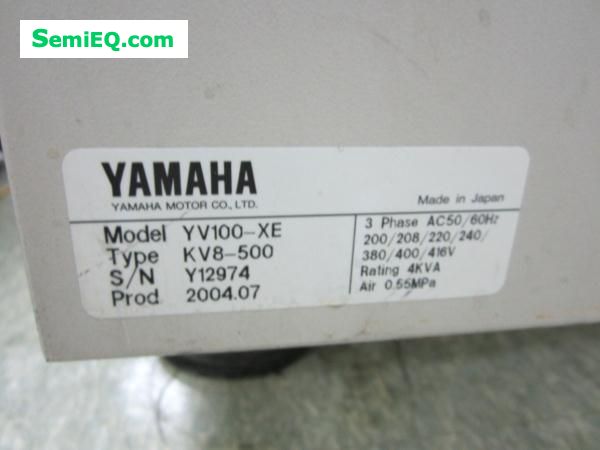 SemiEQ.com
YAMAHA
YAMAHA MOTOR CO., LTD.
Made in Japan
Model YV100-XE
Type KV8-500
S/N Y12974
Prod 2004.07
3 Phase AC50/60Hz
200/208/220/240/
380/400/416V
Rating 4KVA
Air 0.55MPa